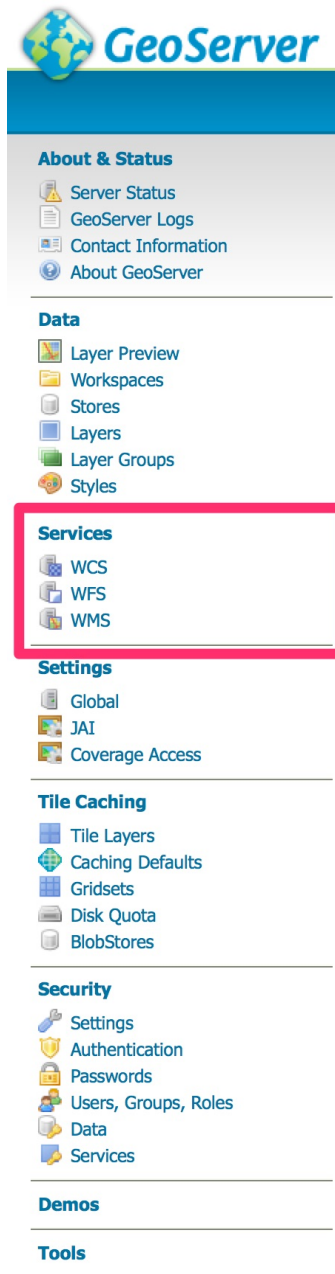 GeoServer
About & Status
Server Status
GeoServer Logs
Contact Information
About GeoServer
Data
Layer Preview
Workspaces
Stores
Layers
Layer Groups
Styles
Services
WCS
WFS
WMS
Settings
Global
JAI
Coverage Access
Tile Caching
Tile Layers
Caching Defaults
Gridsets
Disk Quota
BlobStores
Security
Settings
Authentication
Passwords
Users, Groups, Roles
Data
Services
Demos
Tools